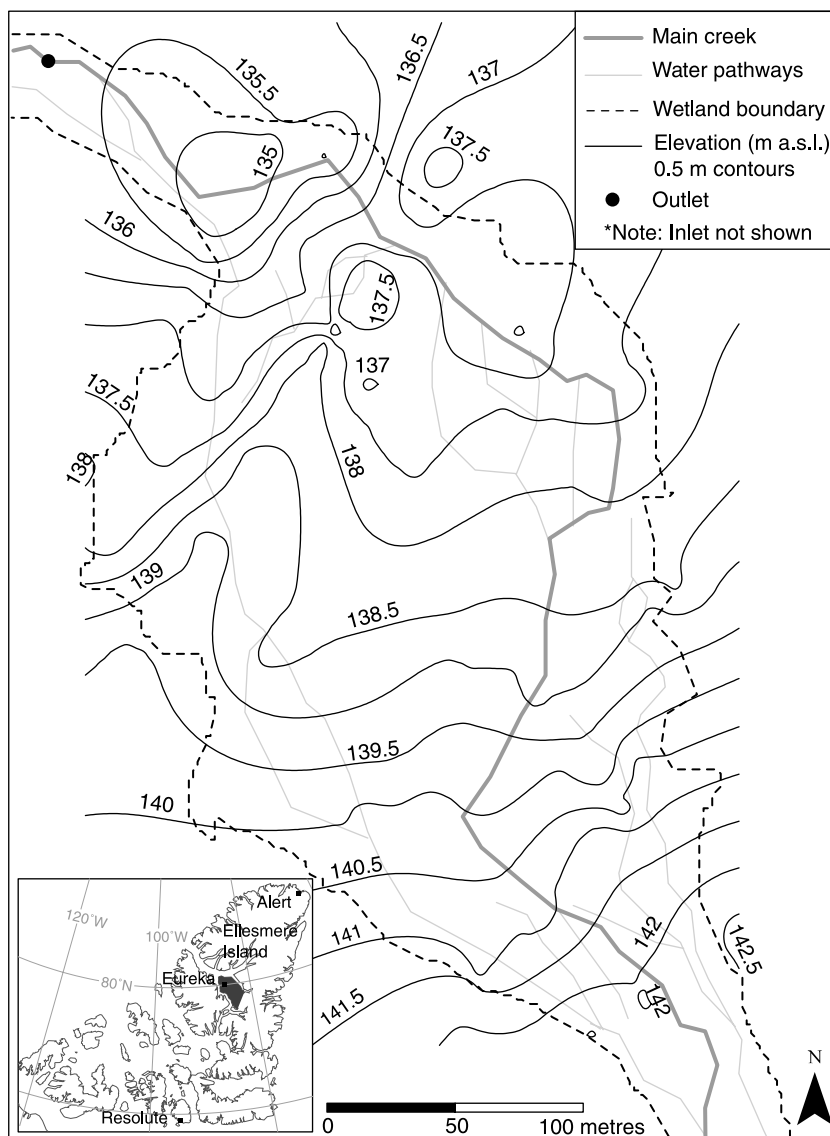 Main creek
Water pathways
Wetland boundary
Elevation (m a.s.l.)
0.5 m contours
Outlet
*Note: Inlet not shown
135.5
136.5
137
137.5
135
136
137.5
137
137.5
138
138
139
138.5
139.5
140
140.5
141
141.5
142
142.5
142
120°W
100°W
80°N
Alert
Ellesmere
Island
Eureka
Resolute
N
0 50 100 metres